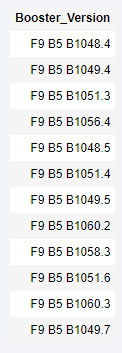 Booster_Version
F9 B5 B1048.4
F9 B5 B1049.4
F9 B5 B1051.3
F9 B5 B1056.4
F9 B5 B1048.5
F9 B5 B1051.4
F9 B5 B1049.5
F9 B5 B1060.2
F9 B5 B1058.3
F9 B5 B1051.6
F9 B5 B1060.3
F9 B5 B1049.7